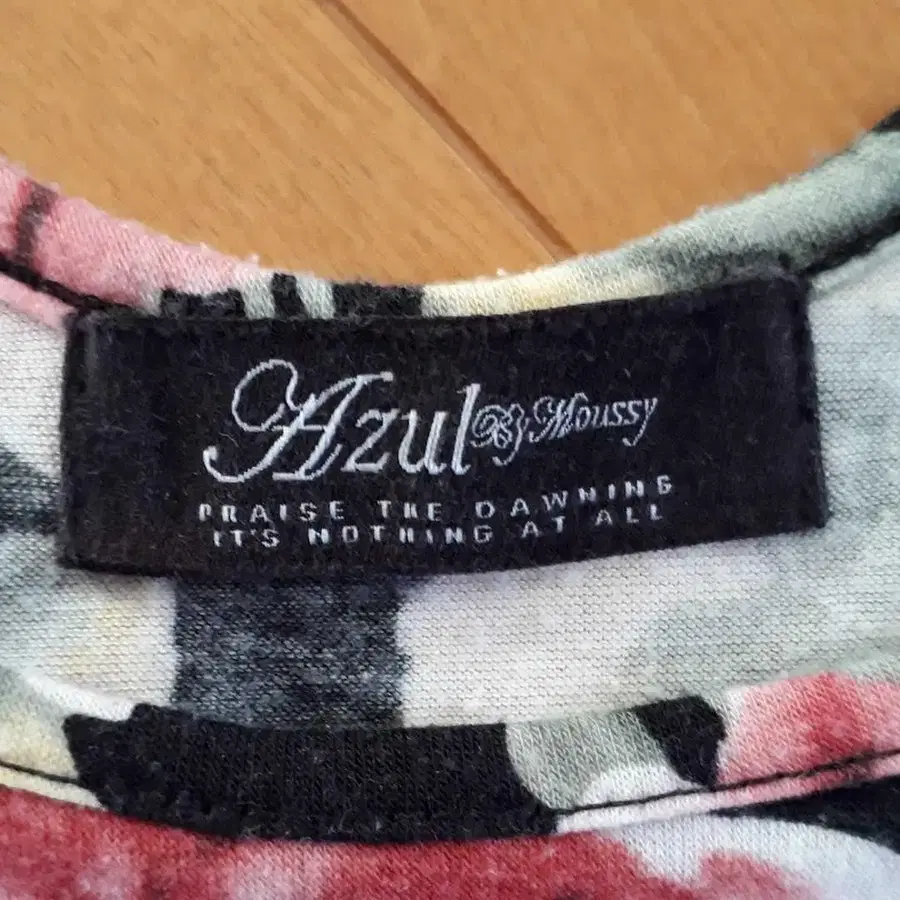 Azul By Moussy
PRAISE THE DAWNING
IT'S NOTHING AT ALL